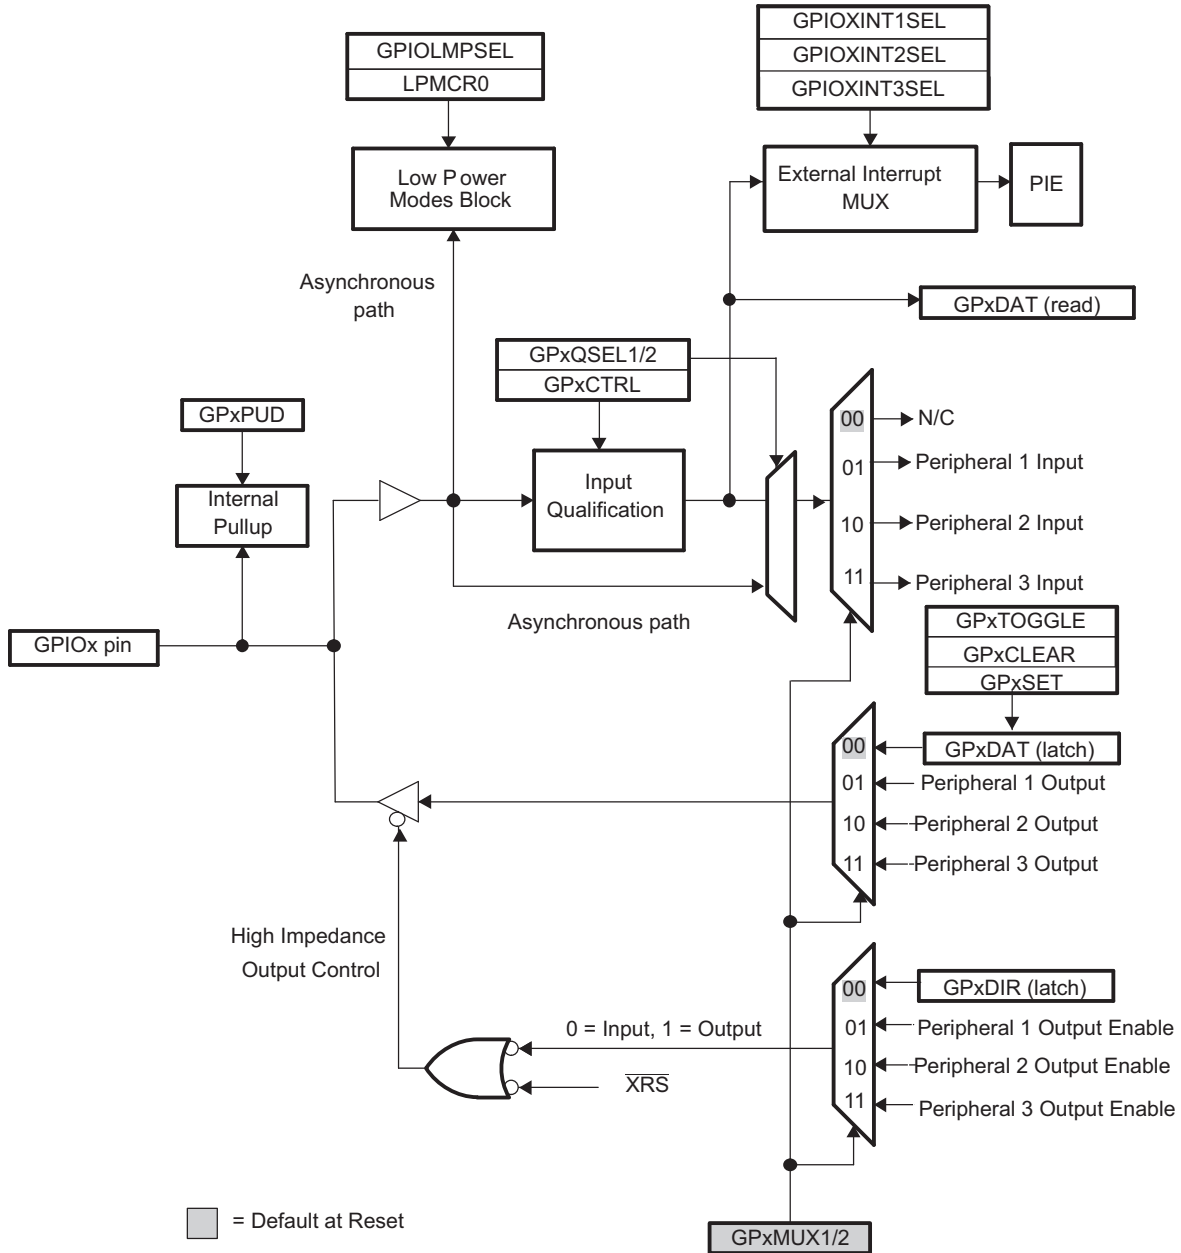 GPIOXINT1SEL
GPIOXINT2SEL
GPIOXINT3SEL
GPIOLMPSEL
LPMCR0
Low Power
Modes Block
External Interrupt
MUX
PIE
Asynchronous
path
GPxDAT (read)
GPxQSEL1/2
GPxCTRL
GPxPUD
Internal
Pullup
Input
Qualification
00
N/C
01
Peripheral 1 Input
10
Peripheral 2 Input
11
Peripheral 3 Input
Asynchronous path
GPIOx pin
GPxTOGGLE
GPxCLEAR
GPxSET
00
GPxDAT (latch)
01
Peripheral 1 Output
10
Peripheral 2 Output
11
Peripheral 3 Output
High Impedance
Output Control
00
GPxDIR (latch)
0 = Input, 1 = Output
01
Peripheral 1 Output Enable
10
Peripheral 2 Output Enable
XRS
11
Peripheral 3 Output Enable
= Default at Reset
GPxMUX1/2